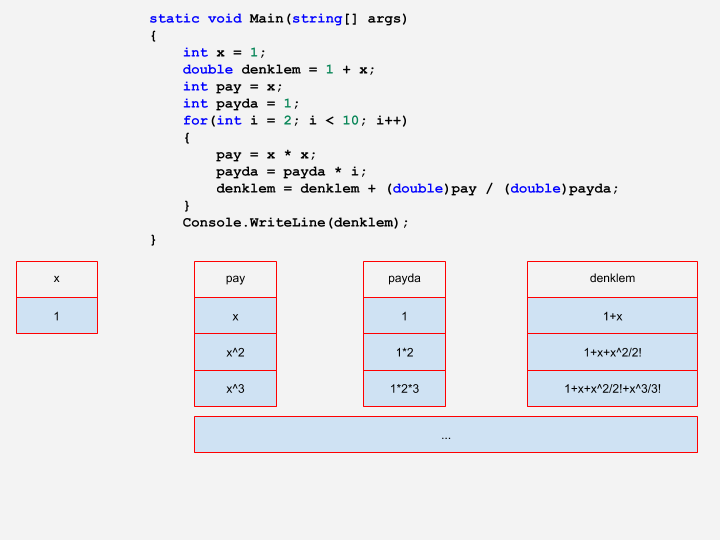 static void Main(string[] args)
{
    int x = 1;
    double denklem = 1 + x;
    int pay = x;
    int payda = 1;
    for(int i = 2; i < 10; i++)
    {
        pay = x * x;
        payda = payda * i;
        denklem = denklem + (double)pay / (double)payda;
    }
    Console.WriteLine(denklem);
}
x pay payda denklem
1 x 1 1+x
x^2 1*2 1+x+x^2/2!
x^3 1*2*3 1+x+x^2/2!+x^3/3!
...